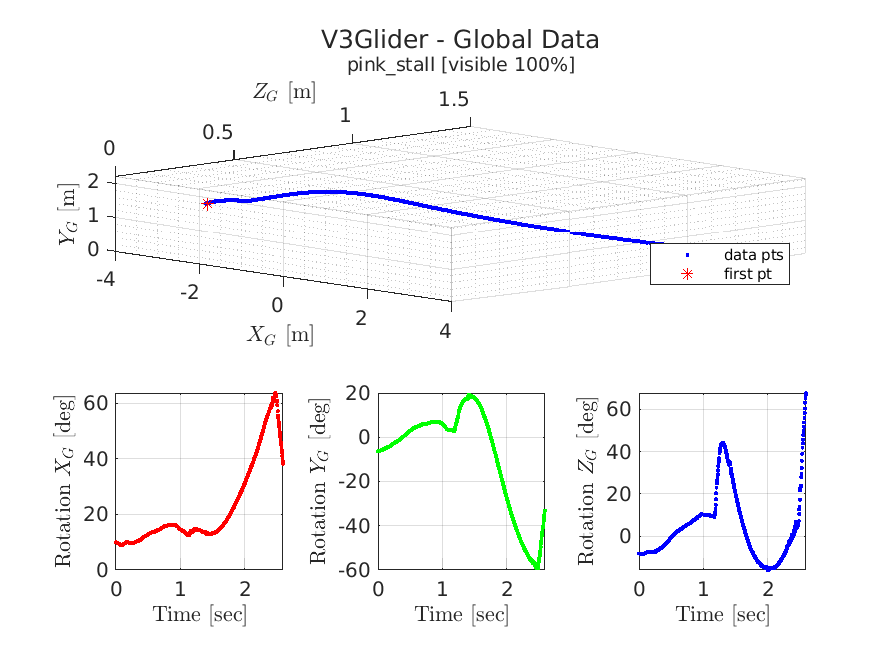 V3Glider - Global Data
pink_stall [visible 100%]
Z_G [m]
0
0.5
1
1.5
Y_G [m]
2
1
0
-4
-2
0
2
4
X_G [m]
data pts
first pt
Rotation X_G [deg]
60
40
20
0
0 1 2
Time [sec]
Rotation Y_G [deg]
20
0
-20
-40
-60
0 1 2
Time [sec]
Rotation Z_G [deg]
60
40
20
0
0 1 2
Time [sec]